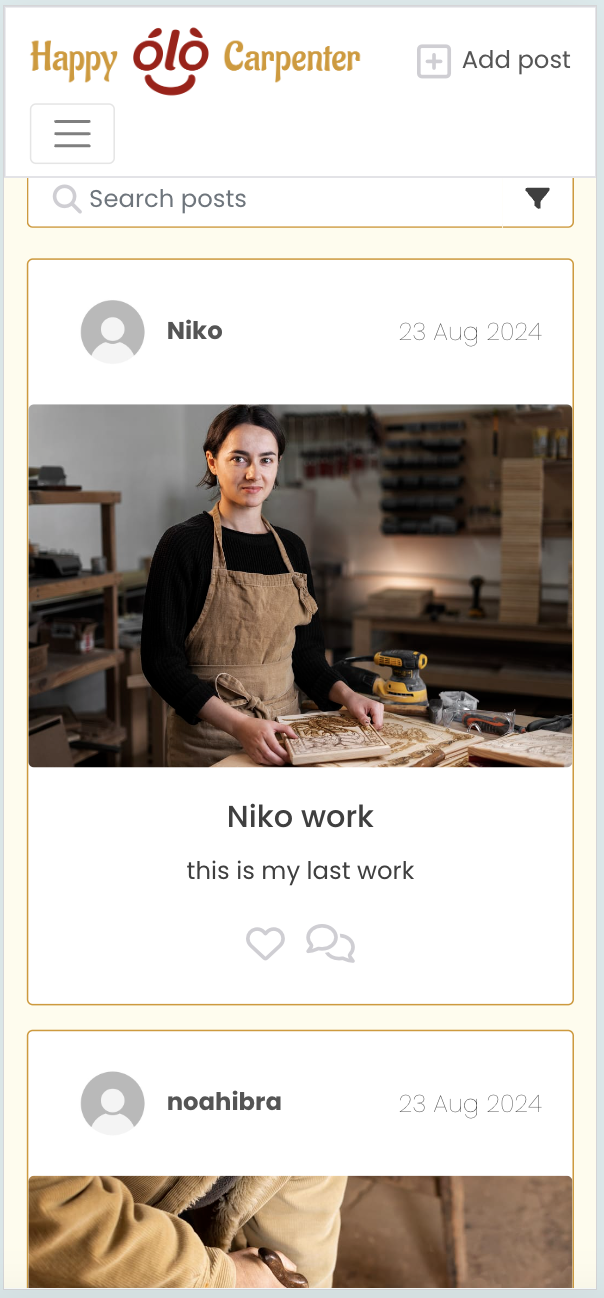 Happy ólò Carpenter
Add post
Search posts
Niko
23 Aug 2024
Niko work
this is my last work
noahibra
23 Aug 2024